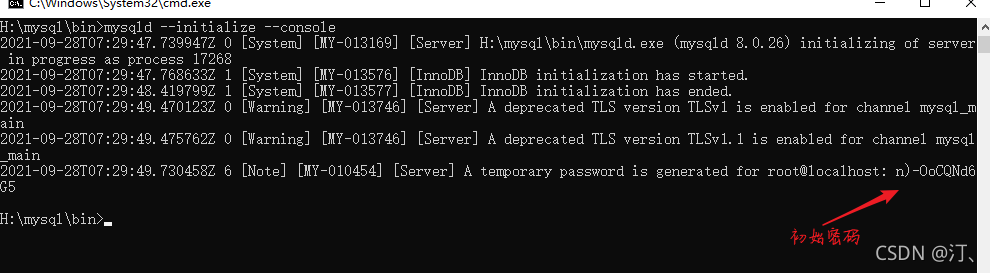 C:\Windows\System32\cmd.exe
H:\mysql\bin>mysqld --initialize --console
2021-09-28T07:29:47.739947Z 0 [System] [MY-013169] [Server] H:\mysql\bin\mysqld.exe (mysqld 8.0.26) initializing of server
in progress as process 17268
2021-09-28T07:29:47.768633Z 1 [System] [MY-013576] [InnoDB] InnoDB initialization has started.
2021-09-28T07:29:48.419799Z 1 [System] [MY-013577] [InnoDB] InnoDB initialization has ended.
2021-09-28T07:29:49.470123Z 0 [Warning] [MY-013746] [Server] A deprecated TLS version TLSv1 is enabled for channel mysql_m
ain
2021-09-28T07:29:49.475762Z 0 [Warning] [MY-013746] [Server] A deprecated TLS version TLSv1.1 is enabled for channel mysql
_main
2021-09-28T07:29:49.730458Z 6 [Note] [MY-010454] [Server] A temporary password is generated for root@localhost: n)-OoCQNd6
G5
H:\mysql\bin>
初始密码
CSDN @汀、